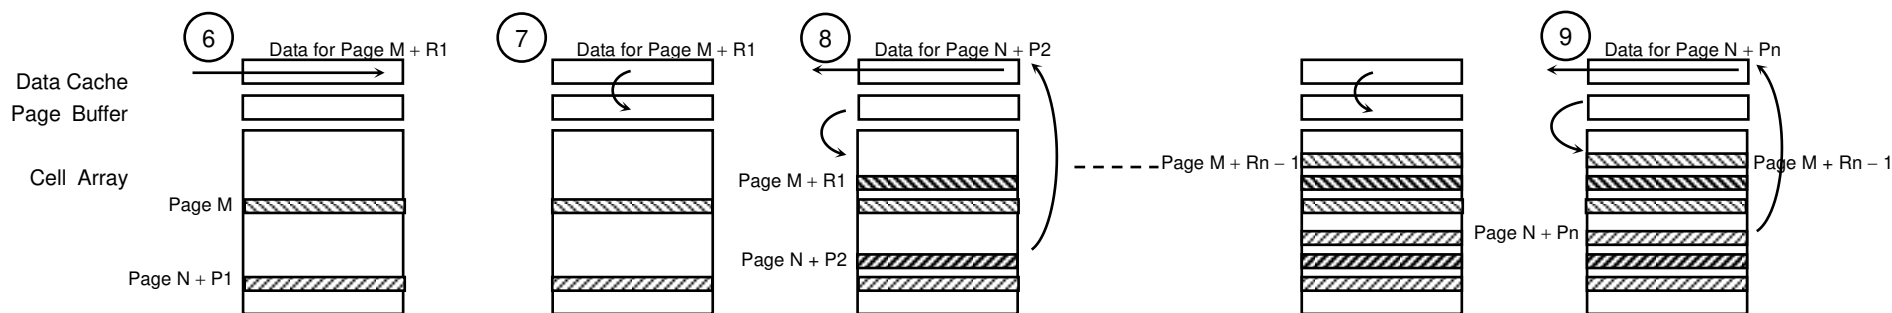 6
Data for Page M + R1
7
Data for Page M + R1
8
Data for Page N + P2
9
Data for Page N + Pn
Data Cache
Page Buffer
Cell Array
Page M
Page N + P1
Page M + R1
Page N + P2
Page M + Rn − 1
Page N + Pn
Page M + Rn − 1